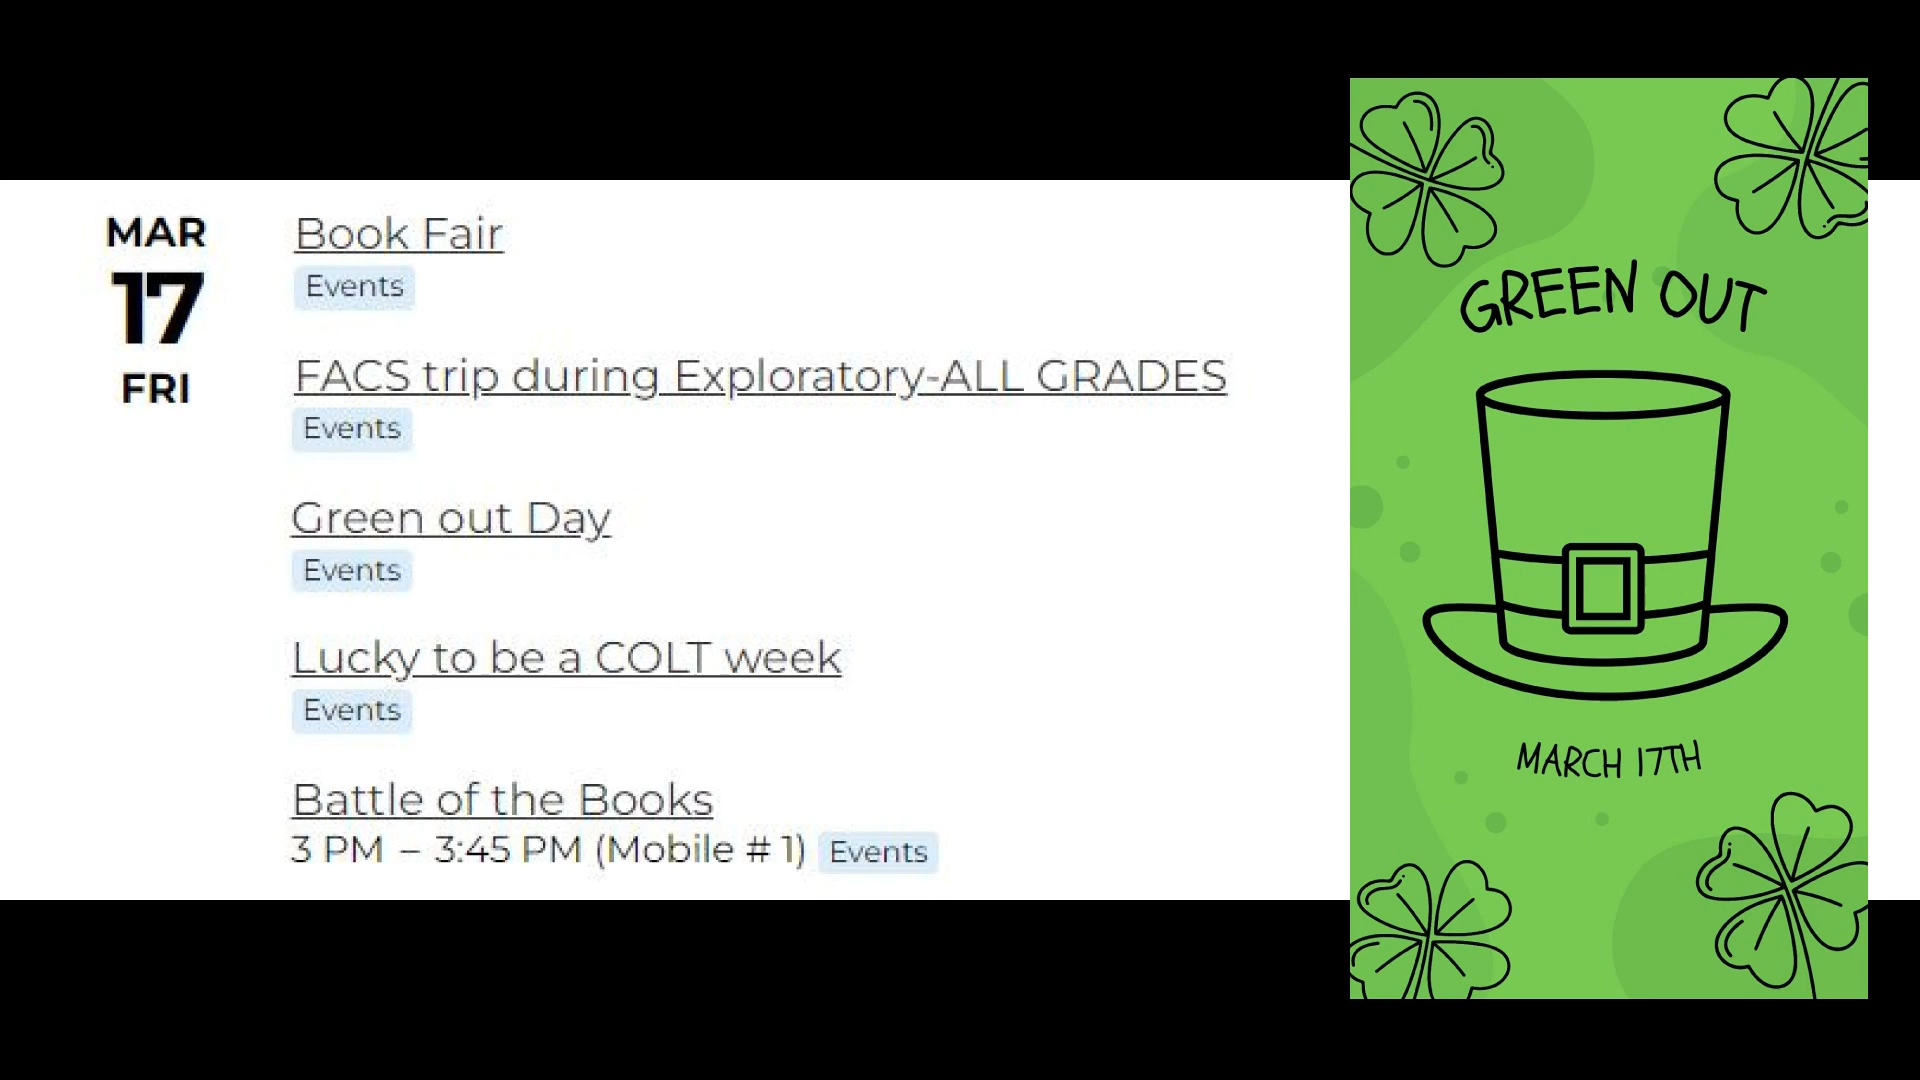 MAR
17
FRI
Book Fair
Events
FACS trip during Exploratory-ALL GRADES
Events
Green out Day
Events
Lucky to be a COLT week
Events
Battle of the Books
3 PM – 3:45 PM (Mobile # 1) Events
GREEN OUT
MARCH 17TH